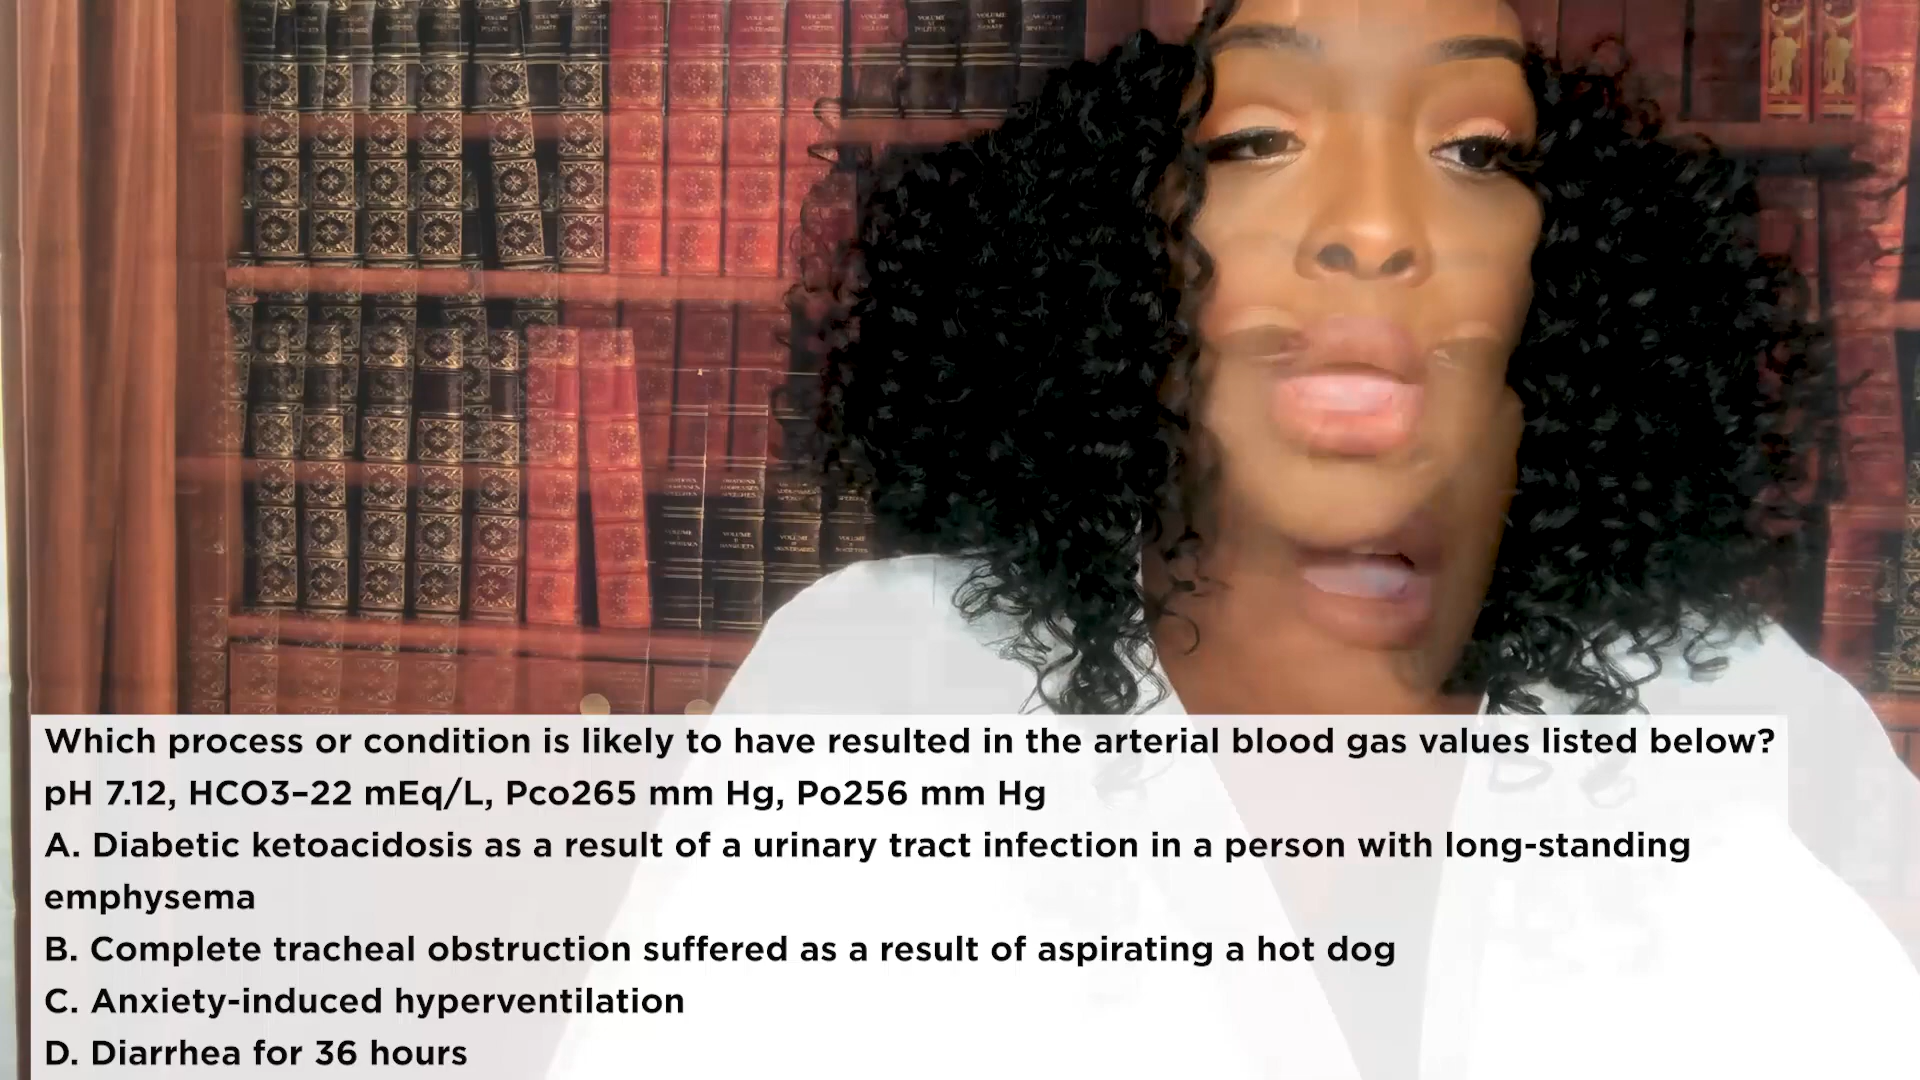 Which process or condition is likely to have resulted in the arterial blood gas values listed below?
pH 7.12, HCO3–22 mEq/L, Pco265 mm Hg, Po256 mm Hg
A. Diabetic ketoacidosis as a result of a urinary tract infection in a person with long-standing
emphysema
B. Complete tracheal obstruction suffered as a result of aspirating a hot dog
C. Anxiety-induced hyperventilation
D. Diarrhea for 36 hours